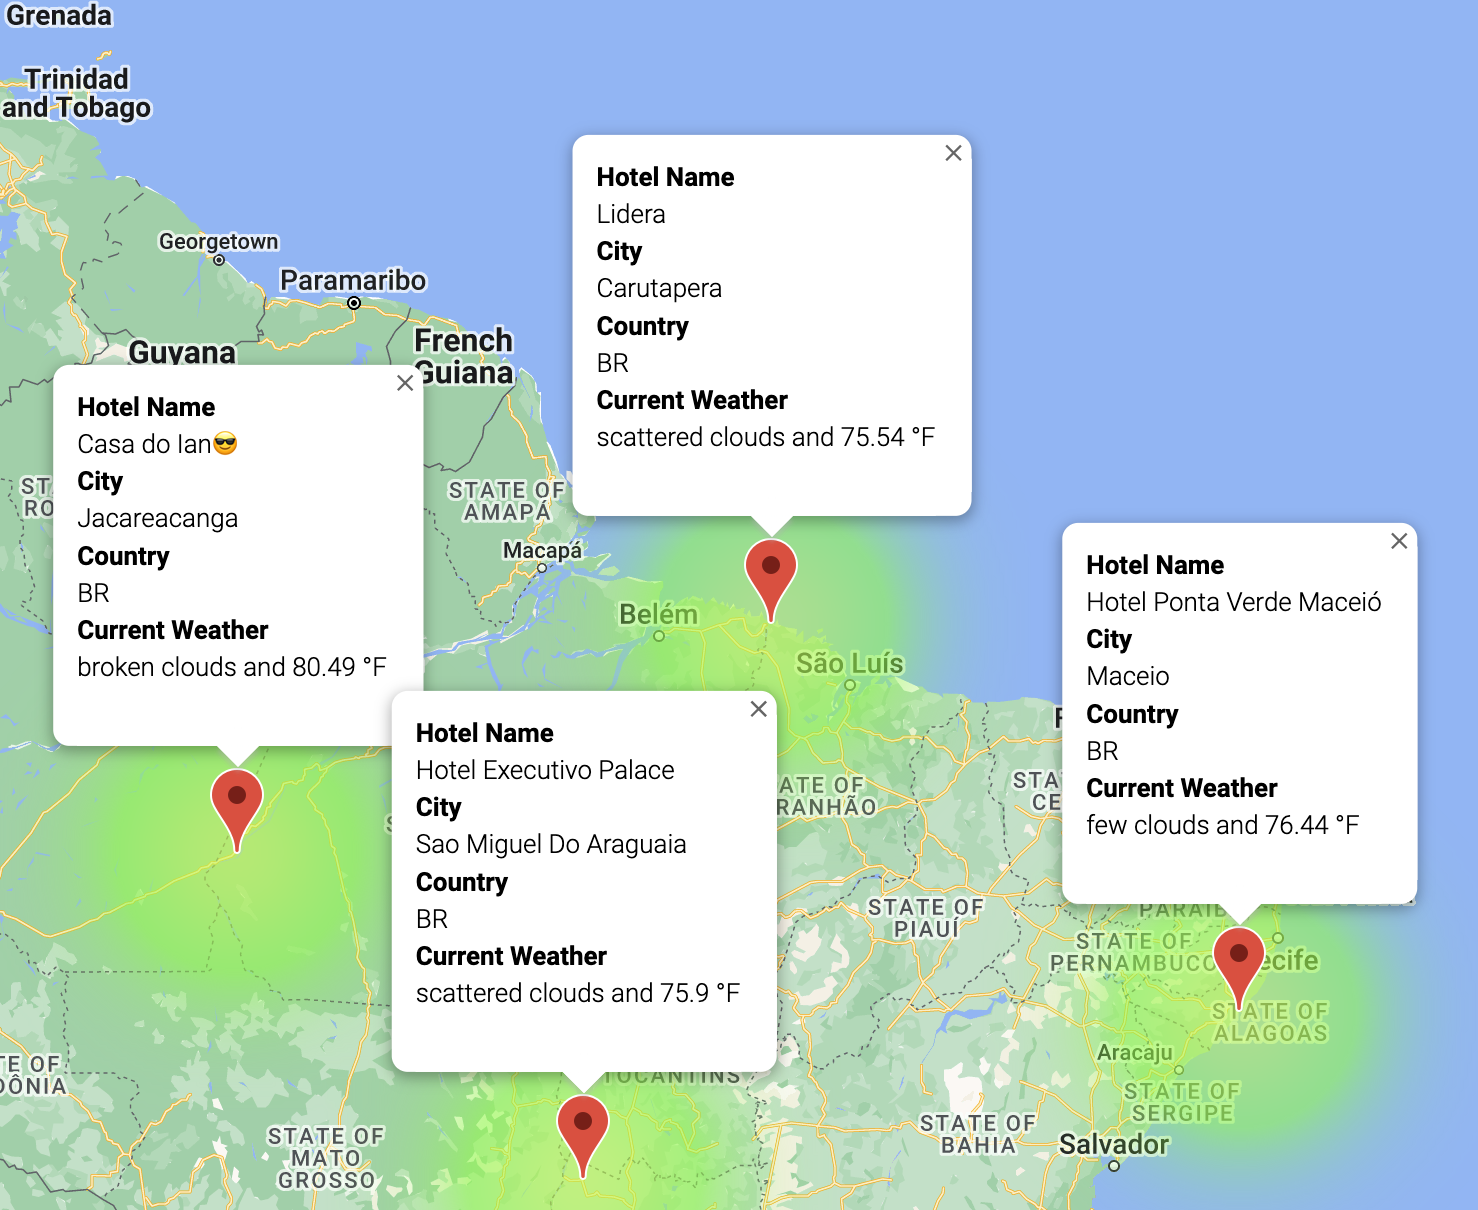 Grenada
Trinidad
and Tobago
Georgetown
Paramaribo
Guyana
French
Guiana
Hotel Name
Lidera
City
Carutapera
Country
BR
Current Weather
scattered clouds and 75.54 °F
Hotel Name
Casa do Ian😎
City
Jacareacanga
Country
BR
Current Weather
broken clouds and 80.49 °F
STATE OF
AMAPÁ
Macapá
Belém
São Luís
Hotel Name
Hotel Ponta Verde Maceió
City
Maceio
Country
BR
Current Weather
few clouds and 76.44 °F
Hotel Name
Hotel Executivo Palace
City
Sao Miguel Do Araguaia
Country
BR
Current Weather
scattered clouds and 75.9 °F
ATE OF
RANHÃO
STA
CE
STATE OF
PIAUÍ
PARAIB
STATE OF
PERNAMBUCO
ecife
STATE OF
ALAGOAS
Aracaju
STATE OF
SERGIPE
TE OF
DÔNIA
TOCANTINS
STATE OF
MATO
GROSSO
STATE OF
BAHIA
Salvador